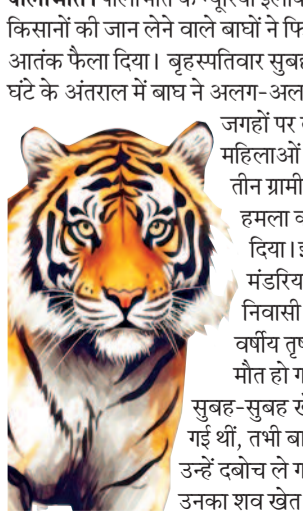 किसानों की जान लेने वाले बाघों ने फि
आतंक फैला दिया। बृहस्पतिवार सुबह
घंटे के अंतराल में बाघ ने अलग-अल
जगहों पर
महिलाओं
तीन ग्रामी
हमला
दिया।
मंडरिय
निवासी
वर्षीय तृष
मौत हो ग
सुबह-सुबह खे
गई थीं, तभी बा
उन्हें दबोच ले ग
उनका शव खेत